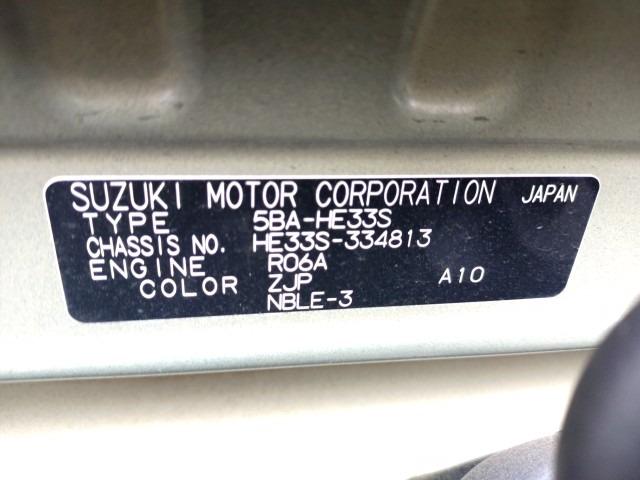 SUZUKI MOTOR CORPORATION JAPAN
TYPE 5BA-HE33S
CHASSIS NO. HE33S-334813
ENGINE R06A
COLOR ZJP A10
NBLE-3